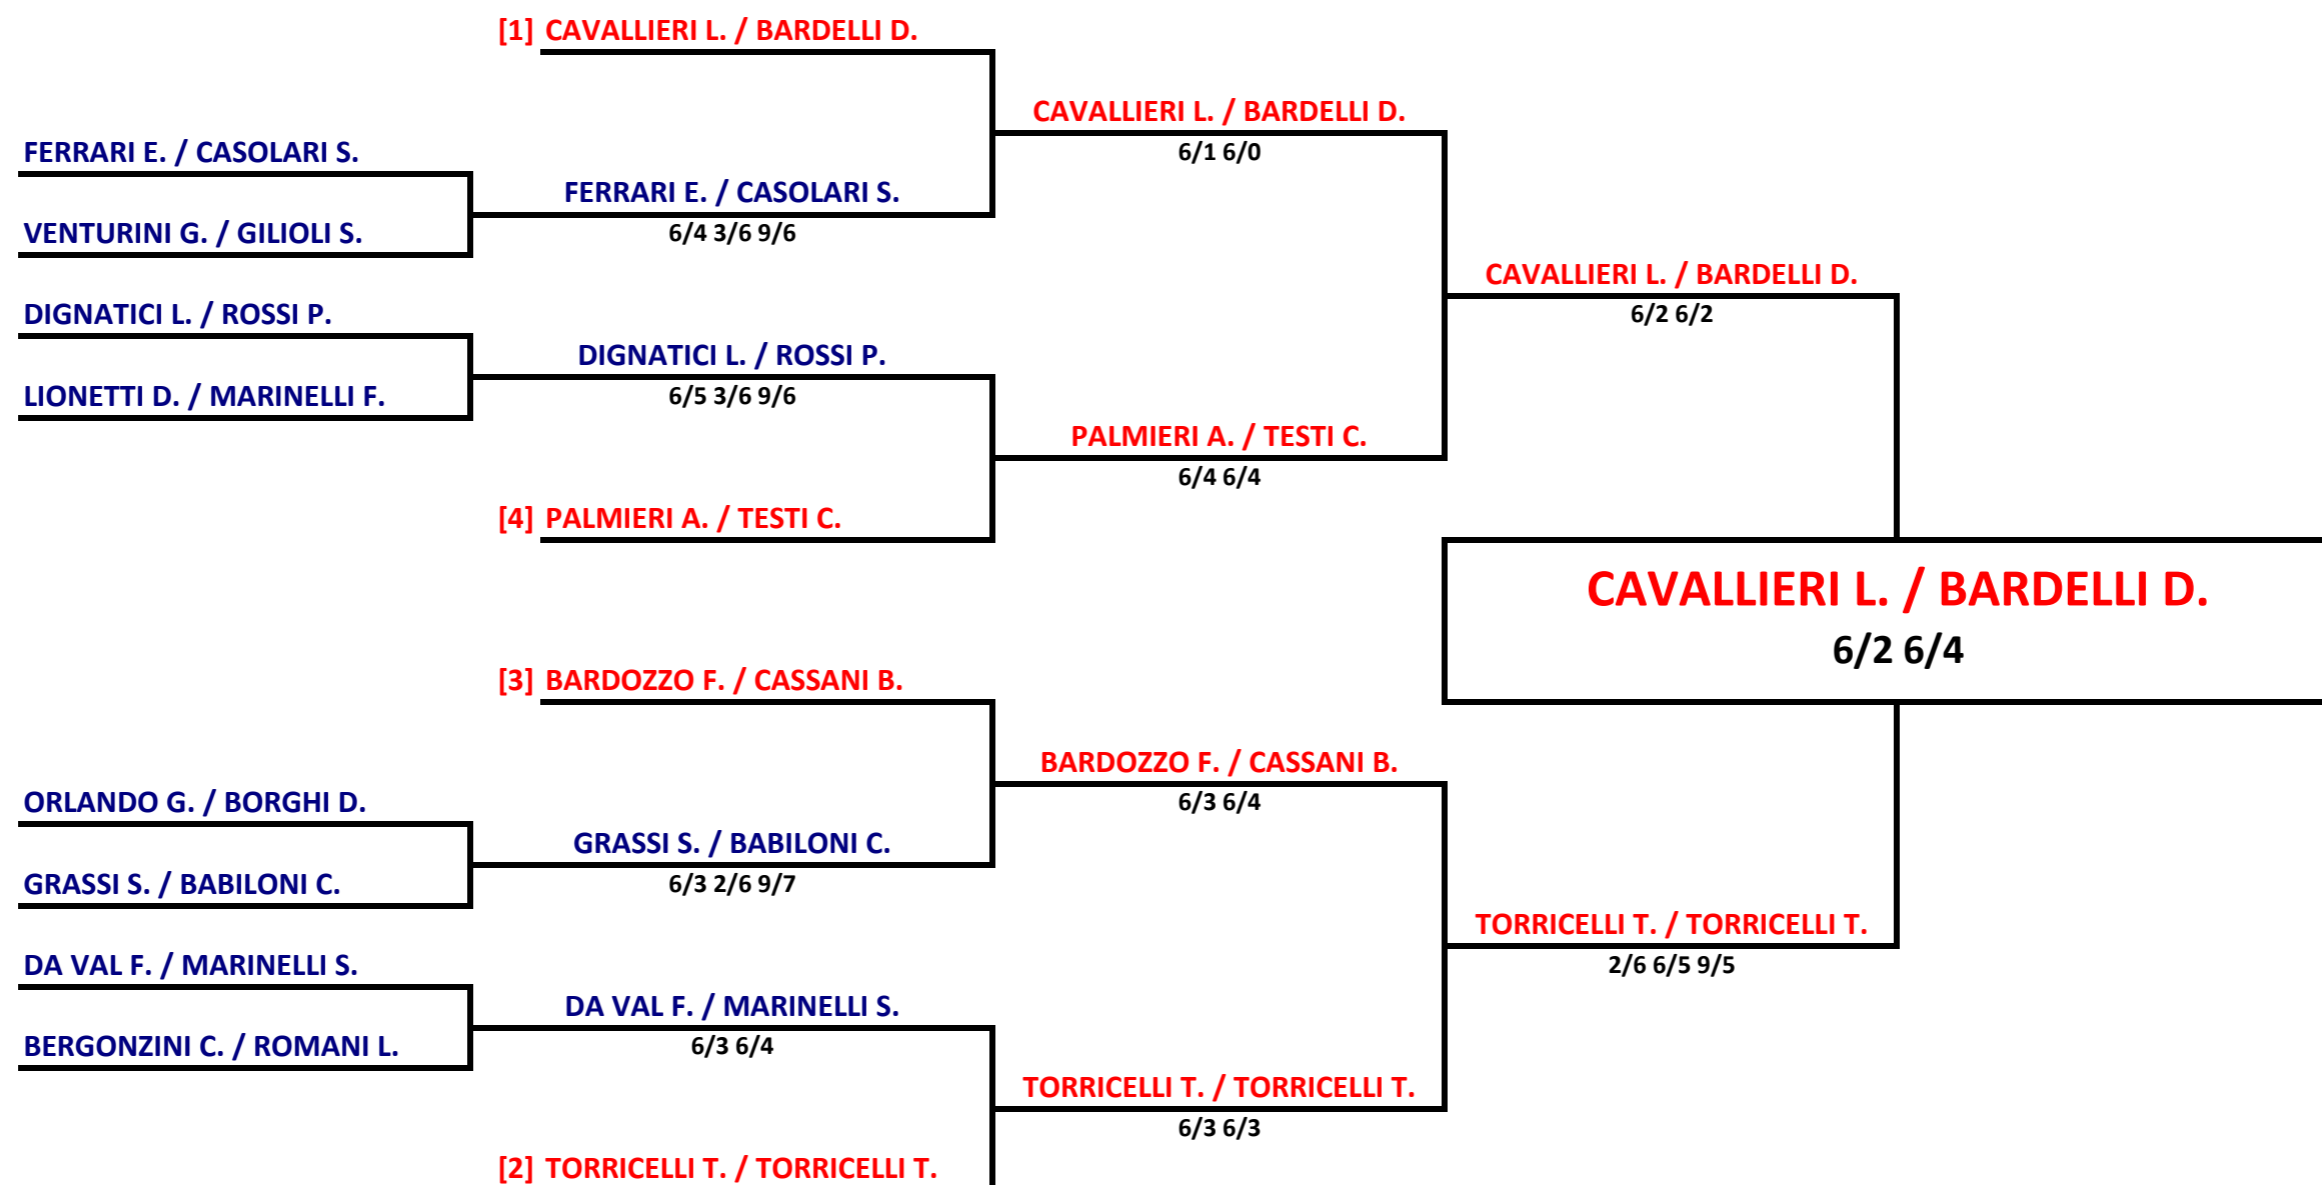 [1] CAVALLIERI L. / BARDELLI D.
CAVALLIERI L. / BARDELLI D.
6/1 6/0
FERRARI E. / CASOLARI S.
FERRARI E. / CASOLARI S.
6/4 3/6 9/6
VENTURINI G. / GILIOLI S.
CAVALLIERI L. / BARDELLI D.
6/2 6/2
DIGNATICI L. / ROSSI P.
DIGNATICI L. / ROSSI P.
6/5 3/6 9/6
LIONETTI D. / MARINELLI F.
PALMIERI A. / TESTI C.
6/4 6/4
[4] PALMIERI A. / TESTI C.
CAVALLIERI L. / BARDELLI D.
6/2 6/4
[3] BARDOZZO F. / CASSANI B.
BARDOZZO F. / CASSANI B.
6/3 6/4
ORLANDO G. / BORGHI D.
GRASSI S. / BABILONI C.
6/3 2/6 9/7
GRASSI S. / BABILONI C.
TORRICELLI T. / TORRICELLI T.
2/6 6/5 9/5
DA VAL F. / MARINELLI S.
DA VAL F. / MARINELLI S.
6/3 6/4
BERGONZINI C. / ROMANI L.
TORRICELLI T. / TORRICELLI T.
6/3 6/3
[2] TORRICELLI T. / TORRICELLI T.